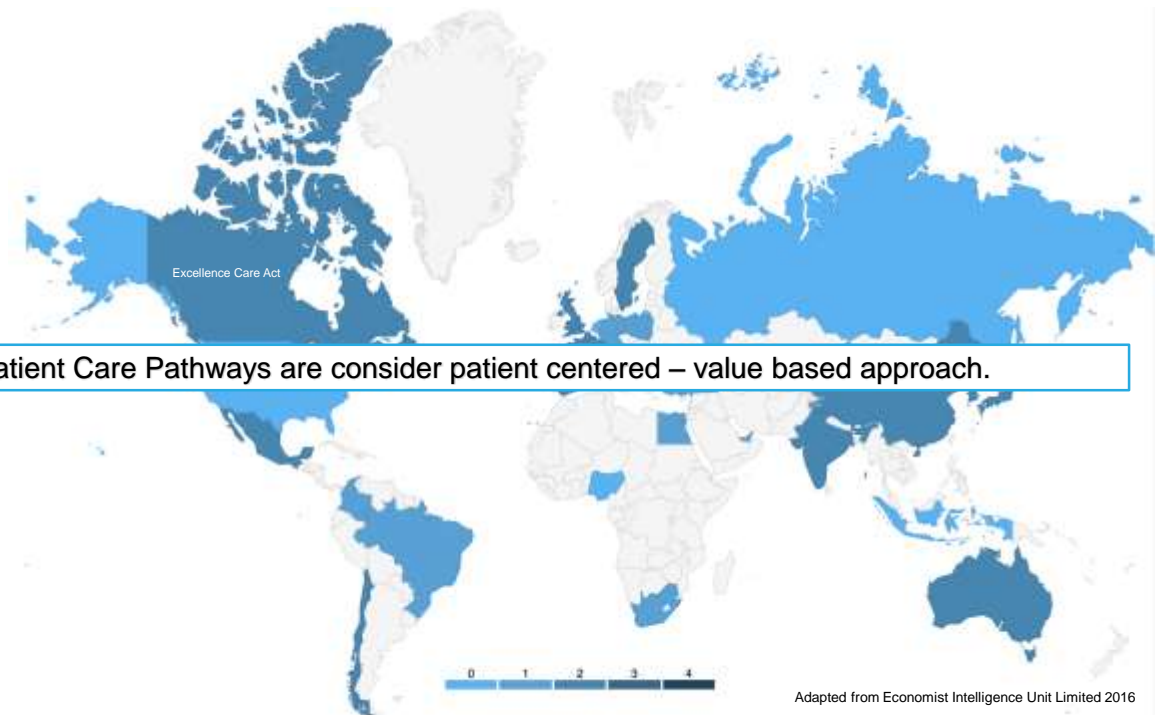 Excellence Care Act
atient Care Pathways are consider patient centered – value based approach.
0 1 2 3 4
Adapted from Economist Intelligence Unit Limited 2016